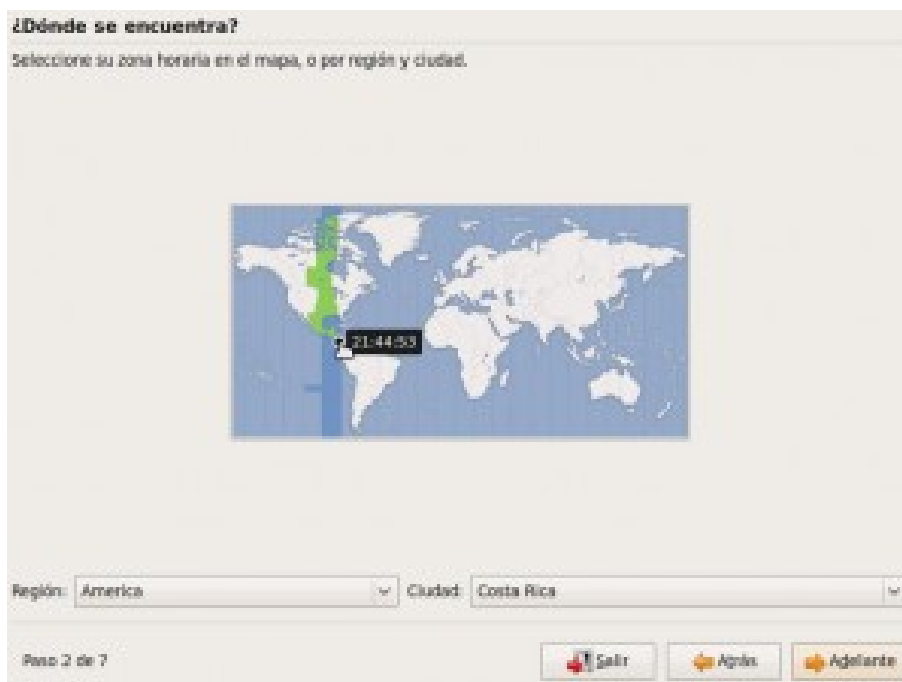 ¿Dónde se encuentra?
Seleccione su zona horaria en el mapa, o por región y ciudad.
21:44:53
Región: America Ciudad: Costa Rica
Paso 2 de 7 Salir Atrás Adelante